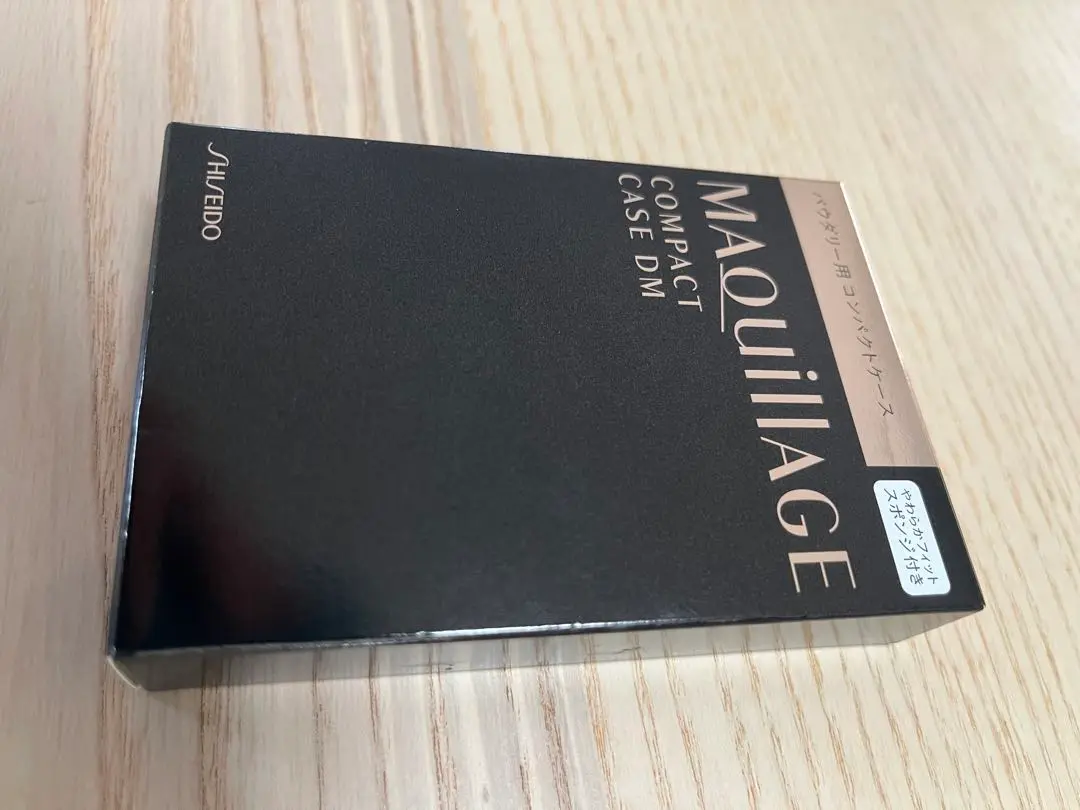 パウダリー用 コンパクトケース
やわらかフィット
スポンジ付き
MAQuillAGE
COMPACT
CASE DM
SHISEIDO